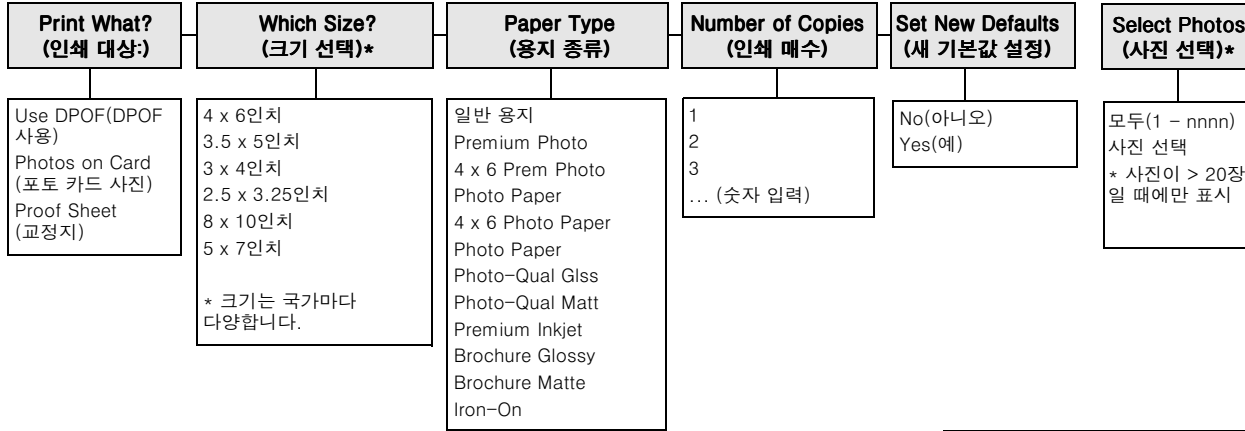 Print What?
(인쇄 대상:)
Which Size?
(크기 선택)*
Paper Type
(용지 종류)
Number of Copies
(인쇄 매수)
Set New Defaults
(새 기본값 설정)
Select Photos
(사진 선택)*
Use DPOF(DPOF
사용)
Photos on Card
(포토 카드 사진)
Proof Sheet
(교정지)
4 x 6인치
3.5 x 5인치
3 x 4인치
2.5 x 3.25인치
8 x 10인치
5 x 7인치
* 크기는 국가마다
다양합니다.
일반 용지
Premium Photo
4 x 6 Prem Photo
Photo Paper
4 x 6 Photo Paper
Photo Paper
Photo-Qual Glss
Photo-Qual Matt
Premium Inkjet
Brochure Glossy
Brochure Matte
Iron-On
1
2
3
... (숫자 입력)
No(아니오)
Yes(예)
모두(1 - nnnn)
사진 선택
* 사진이 > 20장
일 때에만 표시